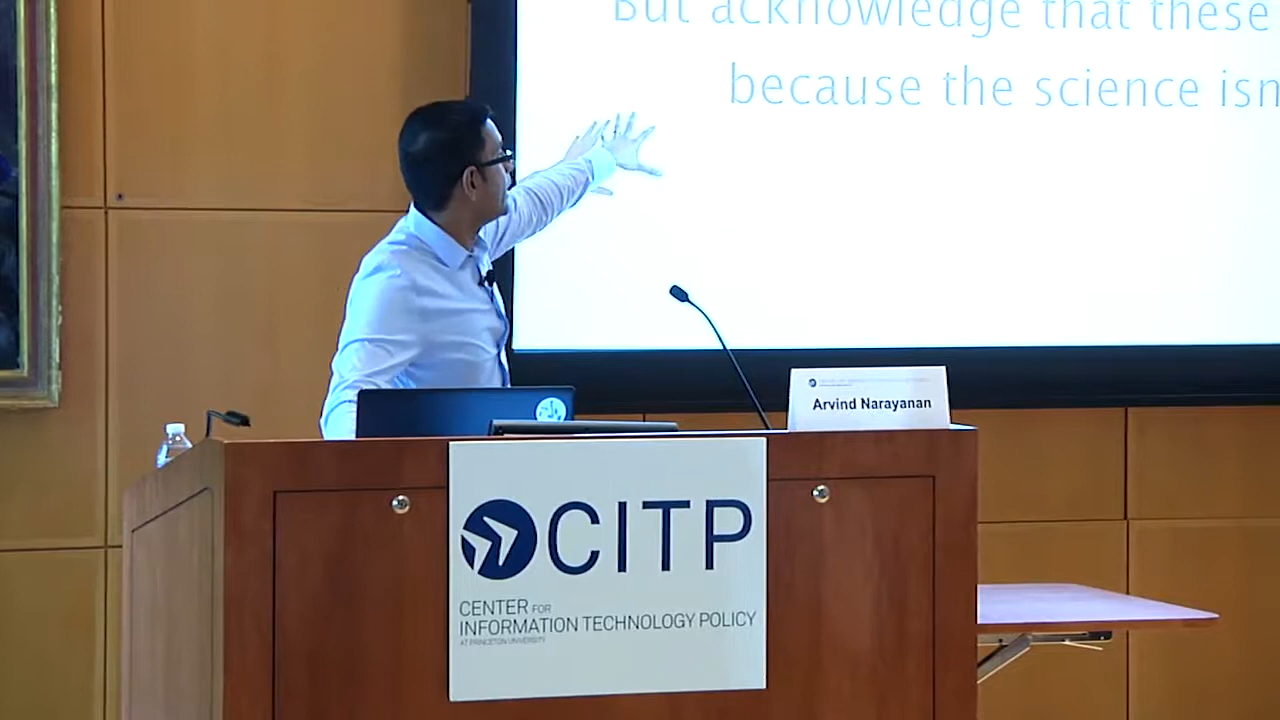 But acknowledge that these
because the science isn
Arvind Narayanan
CITP
CENTER FOR
INFORMATION TECHNOLOGY POLICY
AT PRINCETON UNIVERSITY